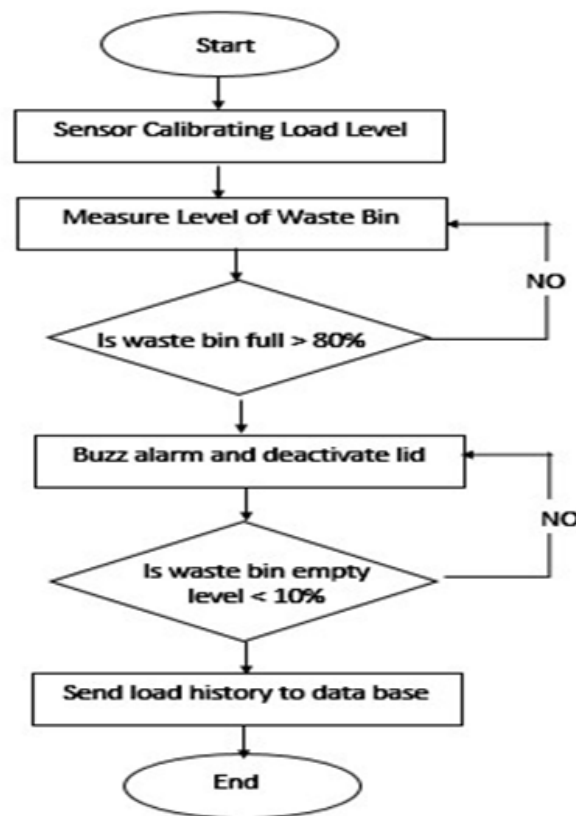 Start
Sensor Calibrating Load Level
Measure Level of Waste Bin
NO
Is waste bin full > 80%
Buzz alarm and deactivate lid
NO
Is waste bin empty
level < 10%
Send load history to data base
End